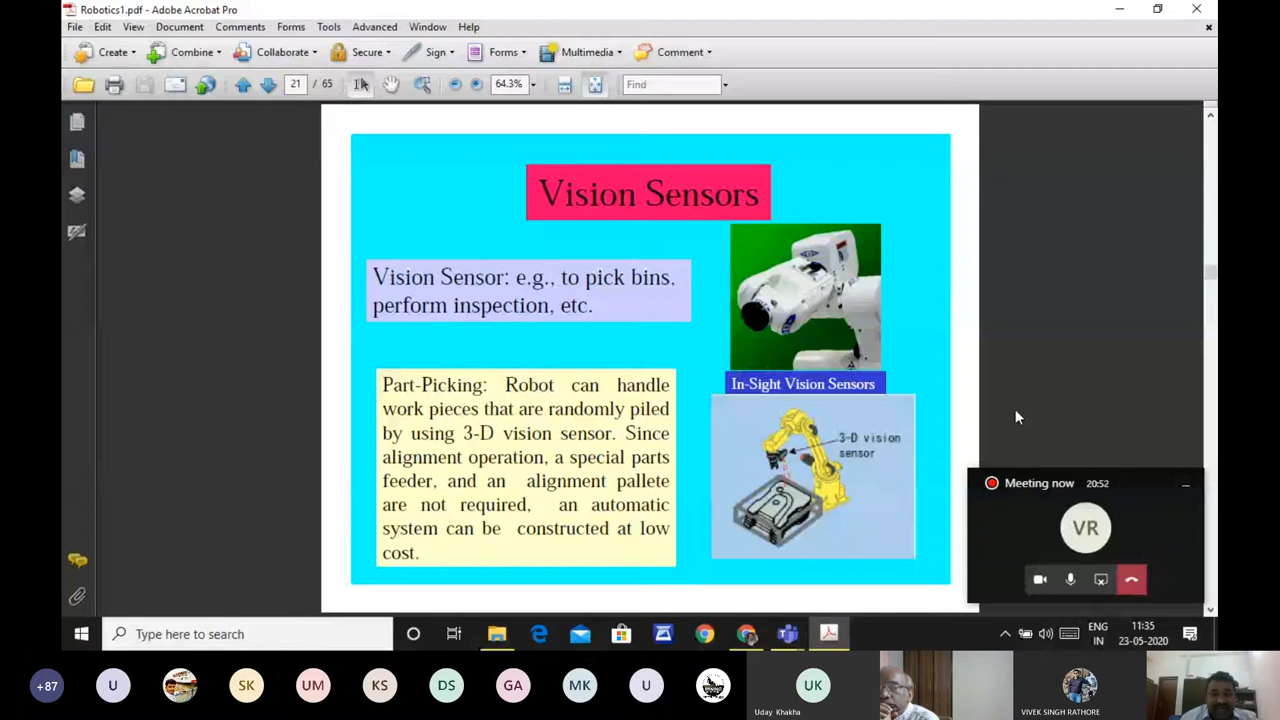 Robotics1.pdf - Adobe Acrobat Pro
File Edit View Document Comments Forms Tools Advanced Window Help
Create Combine Collaborate Secure Sign Forms Multimedia Comment
21 / 65 64.3% Find
Vision Sensors
Vision Sensor: e.g., to pick bins,
perform inspection, etc.
In-Sight Vision Sensors
Part-Picking: Robot can handle
work pieces that are randomly piled
by using 3-D vision sensor. Since
alignment operation, a special parts
feeder, and an alignment pallete
are not required, an automatic
system can be constructed at low
cost.
3-D vision
sensor
Meeting now 20:52
VR
Type here to search
ENG
IN
11:35
23-05-2020
+87 U SK UM KS DS GA MK U UK
Uday Khakha
VIVEK SINGH RATHORE